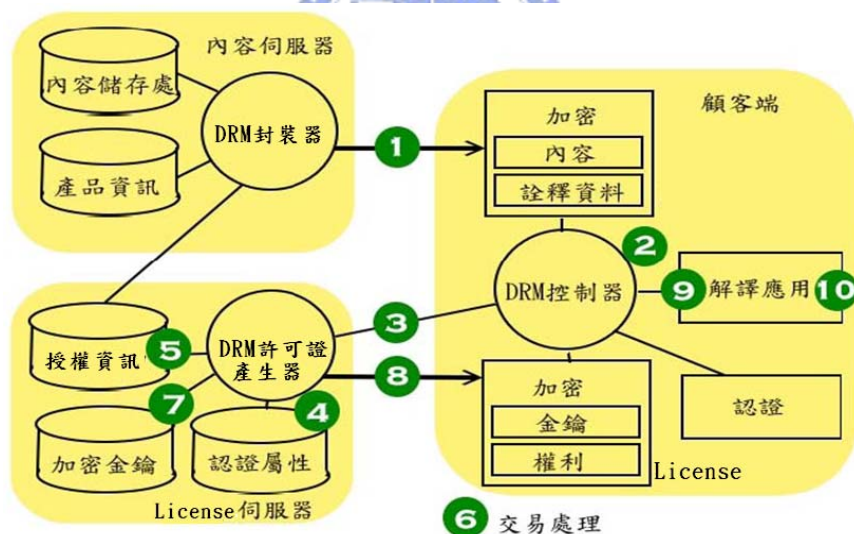 內容伺服器
內容儲存處
DRM封裝器
產品資訊
1
顧客端
加密
內容
詮釋資料
2
DRM控制器
9
解譯應用
10
3
授權資訊
5
DRM許可證
產生器
8
7
4
加密金鑰
認證屬性
License伺服器
加密
金鑰
權利
License
認證
6
交易處理